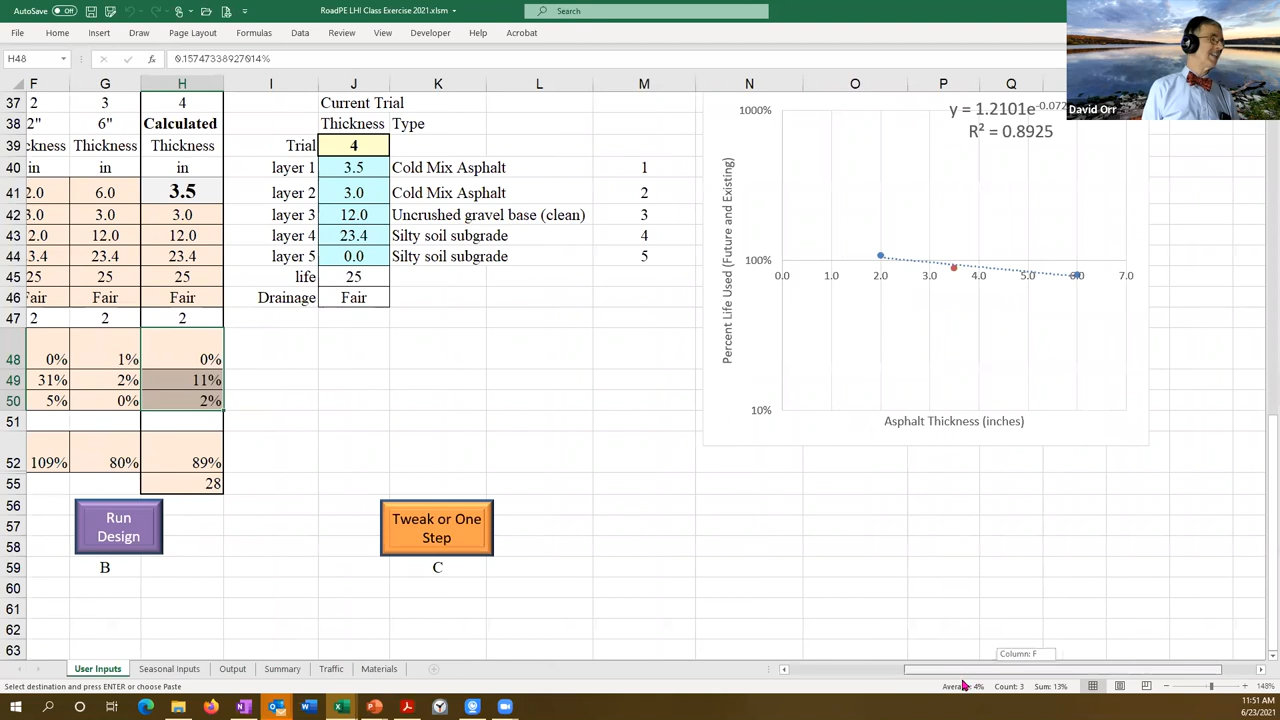 AutoSave Off
RoadPE LHI Class Exercise 2021.xlsm
Search
File Home Insert Draw Page Layout Formulas Data Review View Developer Help Acrobat
H48 fx 0.15747338927014%
F G H I J K L M N O P Q
37 2 3 4 Current Trial
38 2" 6" Calculated Thickness Type
39 ckness Thickness Thickness Trial 4
40 in in in layer 1 3.5 Cold Mix Asphalt 1
41 2.0 6.0 3.5 layer 2 3.0 Cold Mix Asphalt 2
42 3.0 3.0 3.0 layer 3 12.0 Uncrushed gravel base (clean) 3
43 2.0 12.0 12.0 layer 4 23.4 Silty soil subgrade 4
44 3.4 23.4 23.4 layer 5 0.0 Silty soil subgrade 5
45 25 25 25 life 25
46 Fair Fair Fair Drainage Fair
47 2 2 2
48 0% 1% 0%
49 31% 2% 11%
50 5% 0% 2%
51
52 109% 80% 89%
55 28
56
57
58
59 B C
60
61
62
63
Run
Design
Tweak or One
Step
y = 1.2101e-0.072
R² = 0.8925
1000%
100%
10%
0.0 1.0 2.0 3.0 4.0 5.0 6.0 7.0
Percent Life Used (Future and Existing)
Asphalt Thickness (inches)
David Orr
Column: F
User Inputs Seasonal Inputs Output Summary Traffic Materials
Select destination and press ENTER or choose Paste
Average: 4% Count: 3 Sum: 13%
148%
11:51 AM
6/23/2021